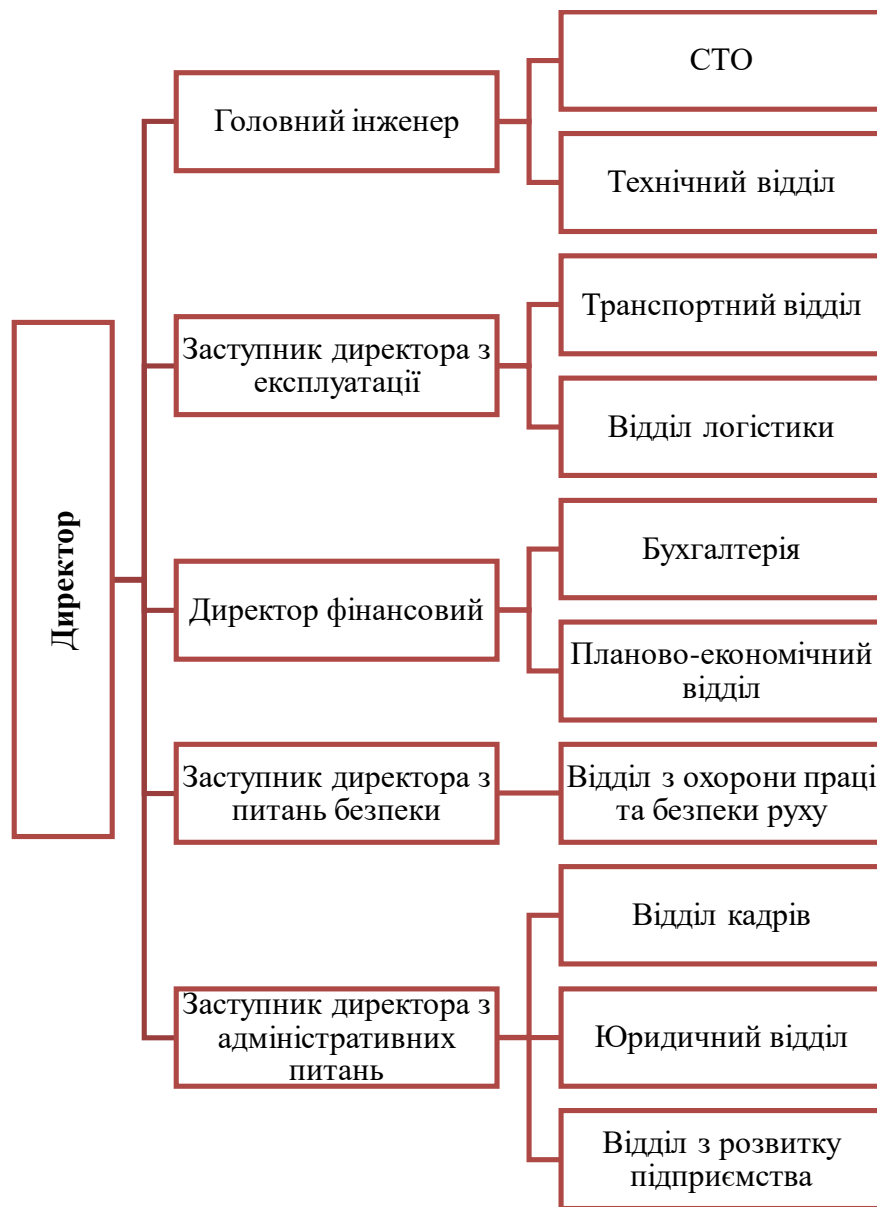 Директор
Головний інженер
СТО
Технічний відділ
Заступник директора з
експлуатації
Транспортний відділ
Відділ логістики
Директор фінансовий
Бухгалтерія
Планово-економічний
відділ
Заступник директора з
питань безпеки
Відділ з охорони праці
та безпеки руху
Заступник директора з
адміністративних
питань
Відділ кадрів
Юридичний відділ
Відділ з розвитку
підприємства